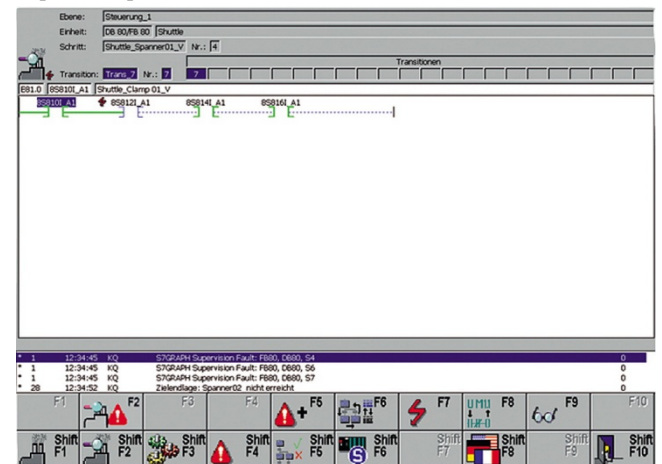 Ebene: Steuerung_1
Einheit: DB 80/FB 80 Shuttle
Schritt: Shuttle_Spanner01_V Nr.: 4
Transitionen
Transition: Trans_7 Nr.: 7 7
E81.0 8S810I_A1 Shuttle_Clamp 01_V
8S810I_A1 8S812I_A1 8S814I_A1 8S816I_A1
* 1 12:34:45 KQ S7GRAPH Supervision Fault: FB80, DB80, S4 0
* 1 12:34:45 KQ S7GRAPH Supervision Fault: FB80, DB80, S6 0
* 1 12:34:45 KQ S7GRAPH Supervision Fault: FB80, DB80, S7 0
* 28 12:34:52 KQ Zielendlage: Spanner02 nicht erreicht 0
F1 F2 F3 F4 F5 F6 F7 F8 F9 F10
Shift F1 Shift F2 Shift F3 Shift F4 Shift F5 Shift F6 Shift F7 Shift F8 Shift F9 Shift F10